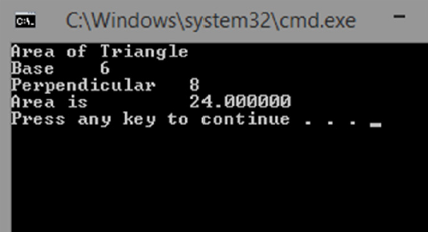 C:\Windows\system32\cmd.exe
Area of Triangle
Base 6
Perpendicular 8
Area is 24.000000
Press any key to continue . . . _